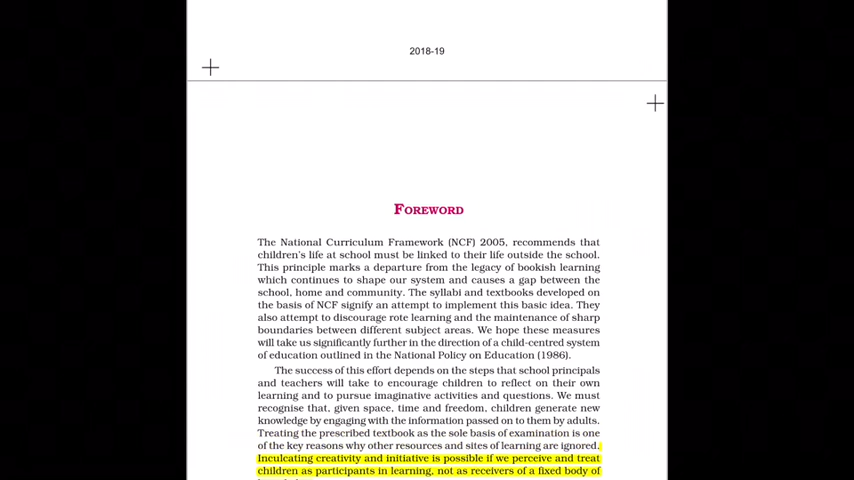 2018-19
FOREWORD
The National Curriculum Framework (NCF) 2005, recommends that
children's life at school must be linked to their life outside the school.
This principle marks a departure from the legacy of bookish learning
which continues to shape our system and causes a gap between the
school, home and community. The syllabi and textbooks developed on
the basis of NCF signify an attempt to implement this basic idea. They
also attempt to discourage rote learning and the maintenance of sharp
boundaries between different subject areas. We hope these measures
will take us significantly further in the direction of a child-centred system
of education outlined in the National Policy on Education (1986).
The success of this effort depends on the steps that school principals
and teachers will take to encourage children to reflect on their own
learning and to pursue imaginative activities and questions. We must
recognise that, given space, time and freedom, children generate new
knowledge by engaging with the information passed on to them by adults.
Treating the prescribed textbook as the sole basis of examination is one
of the key reasons why other resources and sites of learning are ignored.
Inculcating creativity and initiative is possible if we perceive and treat
children as participants in learning, not as receivers of a fixed body of